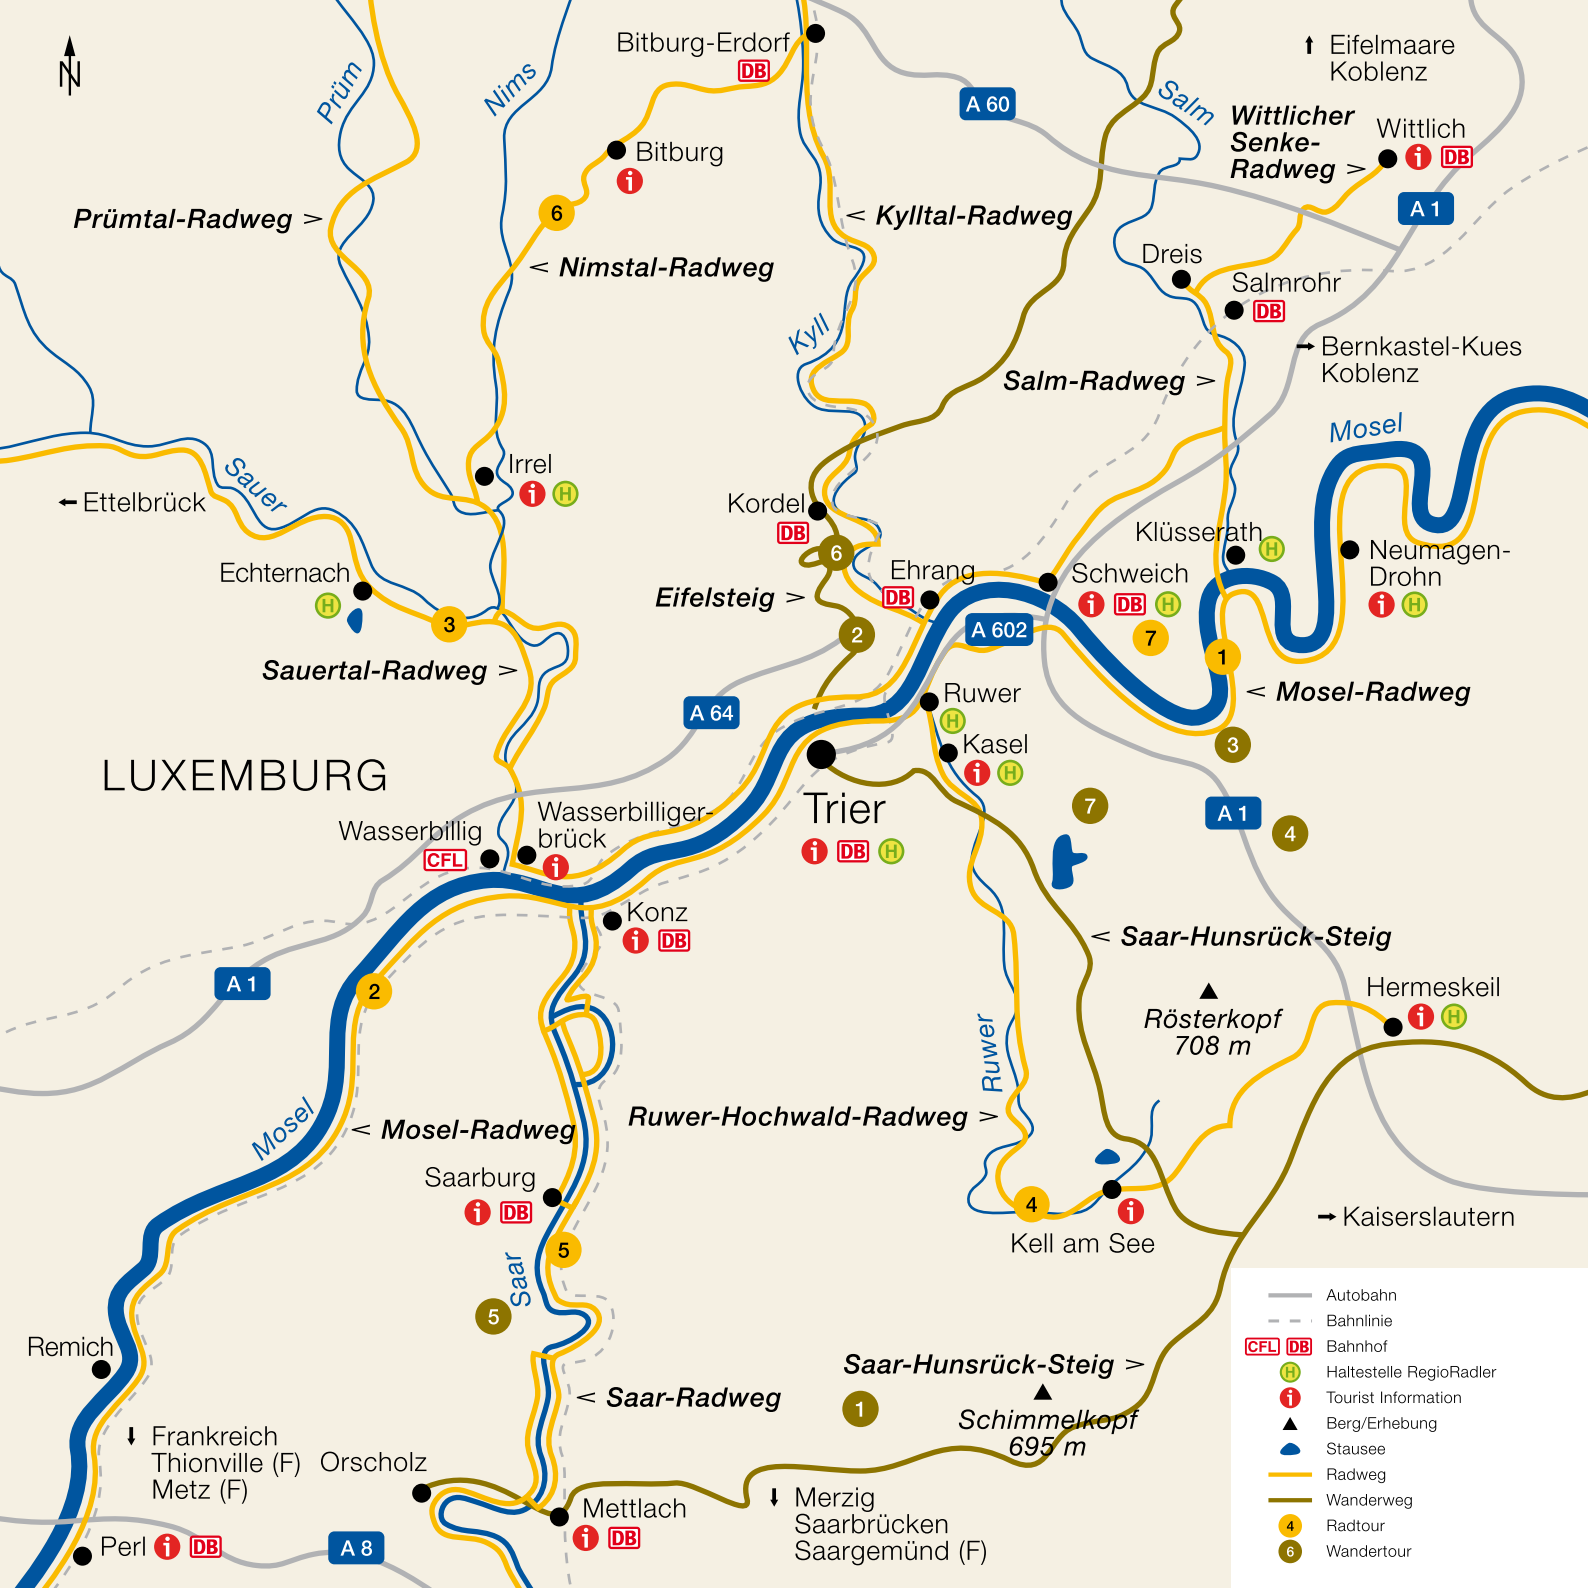 N
Prüm
Nims
Bitburg-Erdorf
DB
A 60
Salm
Eifelmaare
Koblenz
Wittlicher
Senke-
Radweg >
Wittlich
i DB
A 1
Bitburg
i
6
Prümtal-Radweg >
< Kylltal-Radweg
< Nimstal-Radweg
Dreis
Salmrohr
DB
Kyll
Bernkastel-Kues
Koblenz
Salm-Radweg >
Mosel
Sauer
Ettelbrück
Irrel
i H
Kordel
DB
6
Klüsserath
H
Neumagen-
Drohn
i H
Echternach
H
3
Eifelsteig >
Ehrang
DB
Schweich
i DB H
7
A 602
2
1
Sauertal-Radweg >
< Mosel-Radweg
A 64
Ruwer
H
3
Kasel
i H
LUXEMBURG
Trier
i DB H
7
A 1
4
Wasserbillig
CFL
Wasserbilliger-
brück
i
Konz
i DB
< Saar-Hunsrück-Steig
A 1
2
Rösterkopf
708 m
Hermeskeil
i H
Ruwer
Mosel
< Mosel-Radweg
Ruwer-Hochwald-Radweg >
Saarburg
i DB
4
i
Kell am See
Kaiserslautern
5
Saar
5
Remich
Saar-Hunsrück-Steig >
< Saar-Radweg
1
Schimmelkopf
695 m
Frankreich
Thionville (F)
Metz (F)
Orscholz
Mettlach
i DB
Merzig
Saarbrücken
Saargemünd (F)
Perl i DB
A 8
Autobahn
Bahnlinie
CFL DB Bahnhof
H Haltestelle RegioRadler
i Tourist Information
Berg/Erhebung
Stausee
Radweg
Wanderweg
4 Radtour
6 Wandertour